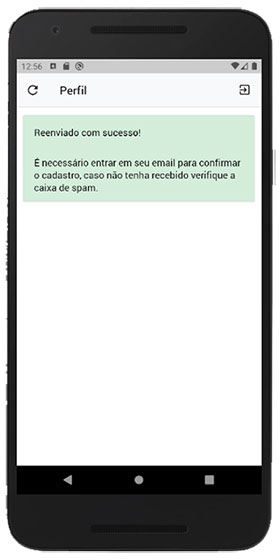 12:56
Perfil
Reenviado com sucesso!
É necessário entrar em seu email para confirmar
o cadastro, caso não tenha recebido verifique a
caixa de spam.